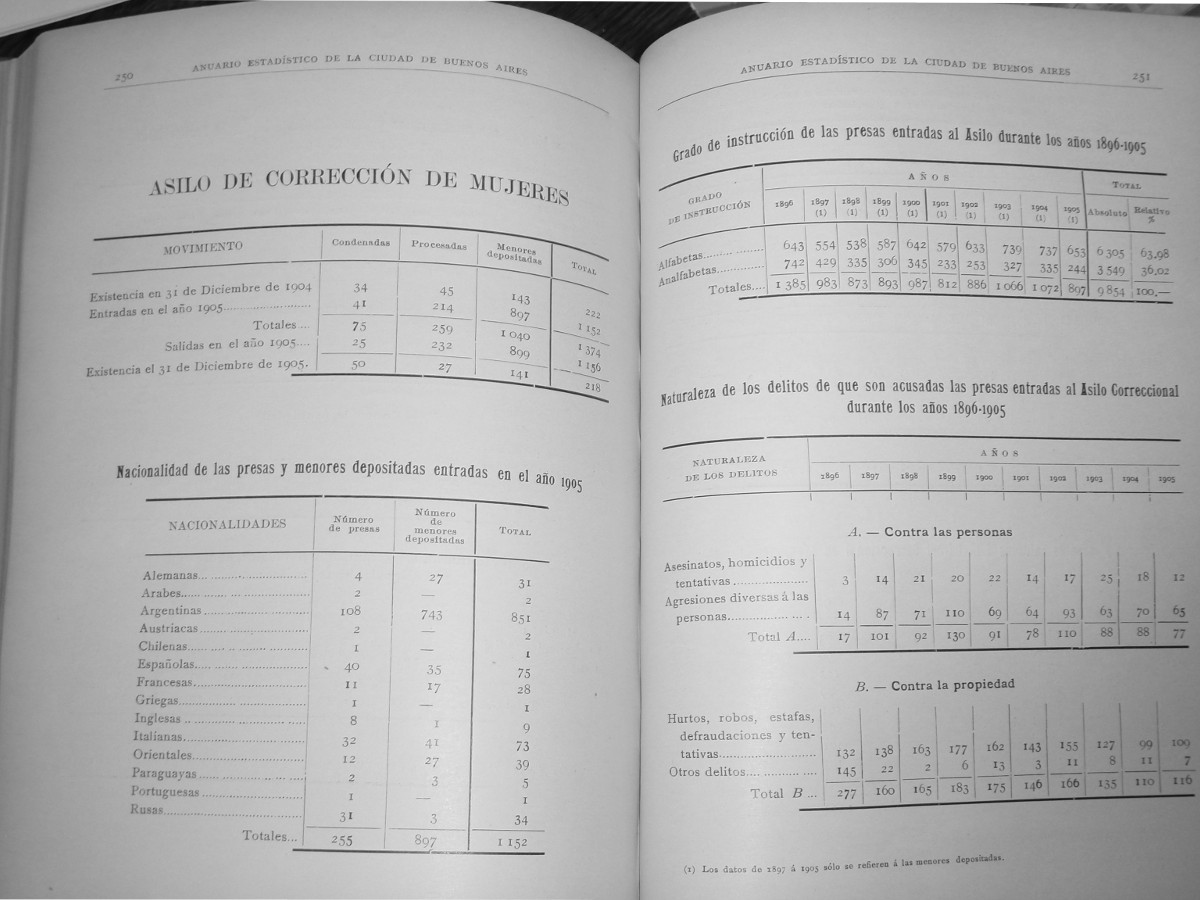 250 ANUARIO ESTADÍSTICO DE LA CIUDAD DE BUENOS AIRES
ASILO DE CORRECCIÓN DE MUJERES
MOVIMIENTO Condenadas Procesadas Menores depositadas TOTAL
Existencia en 31 de Diciembre de 1904 34 45 143 222
Entradas en el año 1905 41 214 897 1 152
Totales ... 75 259 1 040 1 374
Salidas en el año 1905.... 25 232 899 1 156
Existencia el 31 de Diciembre de 1905. 50 27 141 218
Nacionalidad de las presas y menores depositadas entradas en el año 1905
NACIONALIDADES Número de presas Número de menores depositadas TOTAL
Alemanas 4 27 31
Arabes 2 — 2
Argentinas 108 743 851
Austriacas 2 — 2
Chilenas 1 — 1
Españolas 40 35 75
Francesas 11 17 28
Griegas 1 — 1
Inglesas 8 1 9
Italianas 32 41 73
Orientales 12 27 39
Paraguayas 2 3 5
Portuguesas 1 — 1
Rusas 31 3 34
Totales... 255 897 1 152
ANUARIO ESTADÍSTICO DE LA CIUDAD DE BUENOS AIRES 251
Grado de instrucción de las presas entradas al Asilo durante los años 1896-1905
GRADO DE INSTRUCCIÓN AÑOS TOTAL
1896 1897 (1) 1898 (1) 1899 (1) 1900 (1) 1901 (1) 1902 (1) 1903 (1) 1904 (1) 1905 (1) Absoluto Relativo %
Alfabetas 643 554 538 587 642 579 633 739 737 653 6 305 63,98
Analfabetas 742 429 335 306 345 233 253 327 335 244 3 549 36,02
Totales.... 1 385 983 873 893 987 812 886 1 066 1 072 897 9 854 100,—
Naturaleza de los delitos de que son acusadas las presas entradas al Asilo Correccional
durante los años 1896-1905
NATURALEZA DE LOS DELITOS AÑOS
1896 1897 1898 1899 1900 1901 1902 1903 1904 1905
A. — Contra las personas
Asesinatos, homicidios y
tentativas 3 14 21 20 22 14 17 25 18 12
Agresiones diversas á las
personas 14 87 71 110 69 64 93 63 70 65
Total A.... 17 101 92 130 91 78 110 88 88 77
B. — Contra la propiedad
Hurtos, robos, estafas,
defraudaciones y ten-
tativas 132 138 163 177 162 143 155 127 99 109
Otros delitos 145 22 2 6 13 3 11 8 11 7
Total B ... 277 160 165 183 175 146 166 135 110 116
(1) Los datos de 1897 á 1905 sólo se refieren á las menores depositadas.